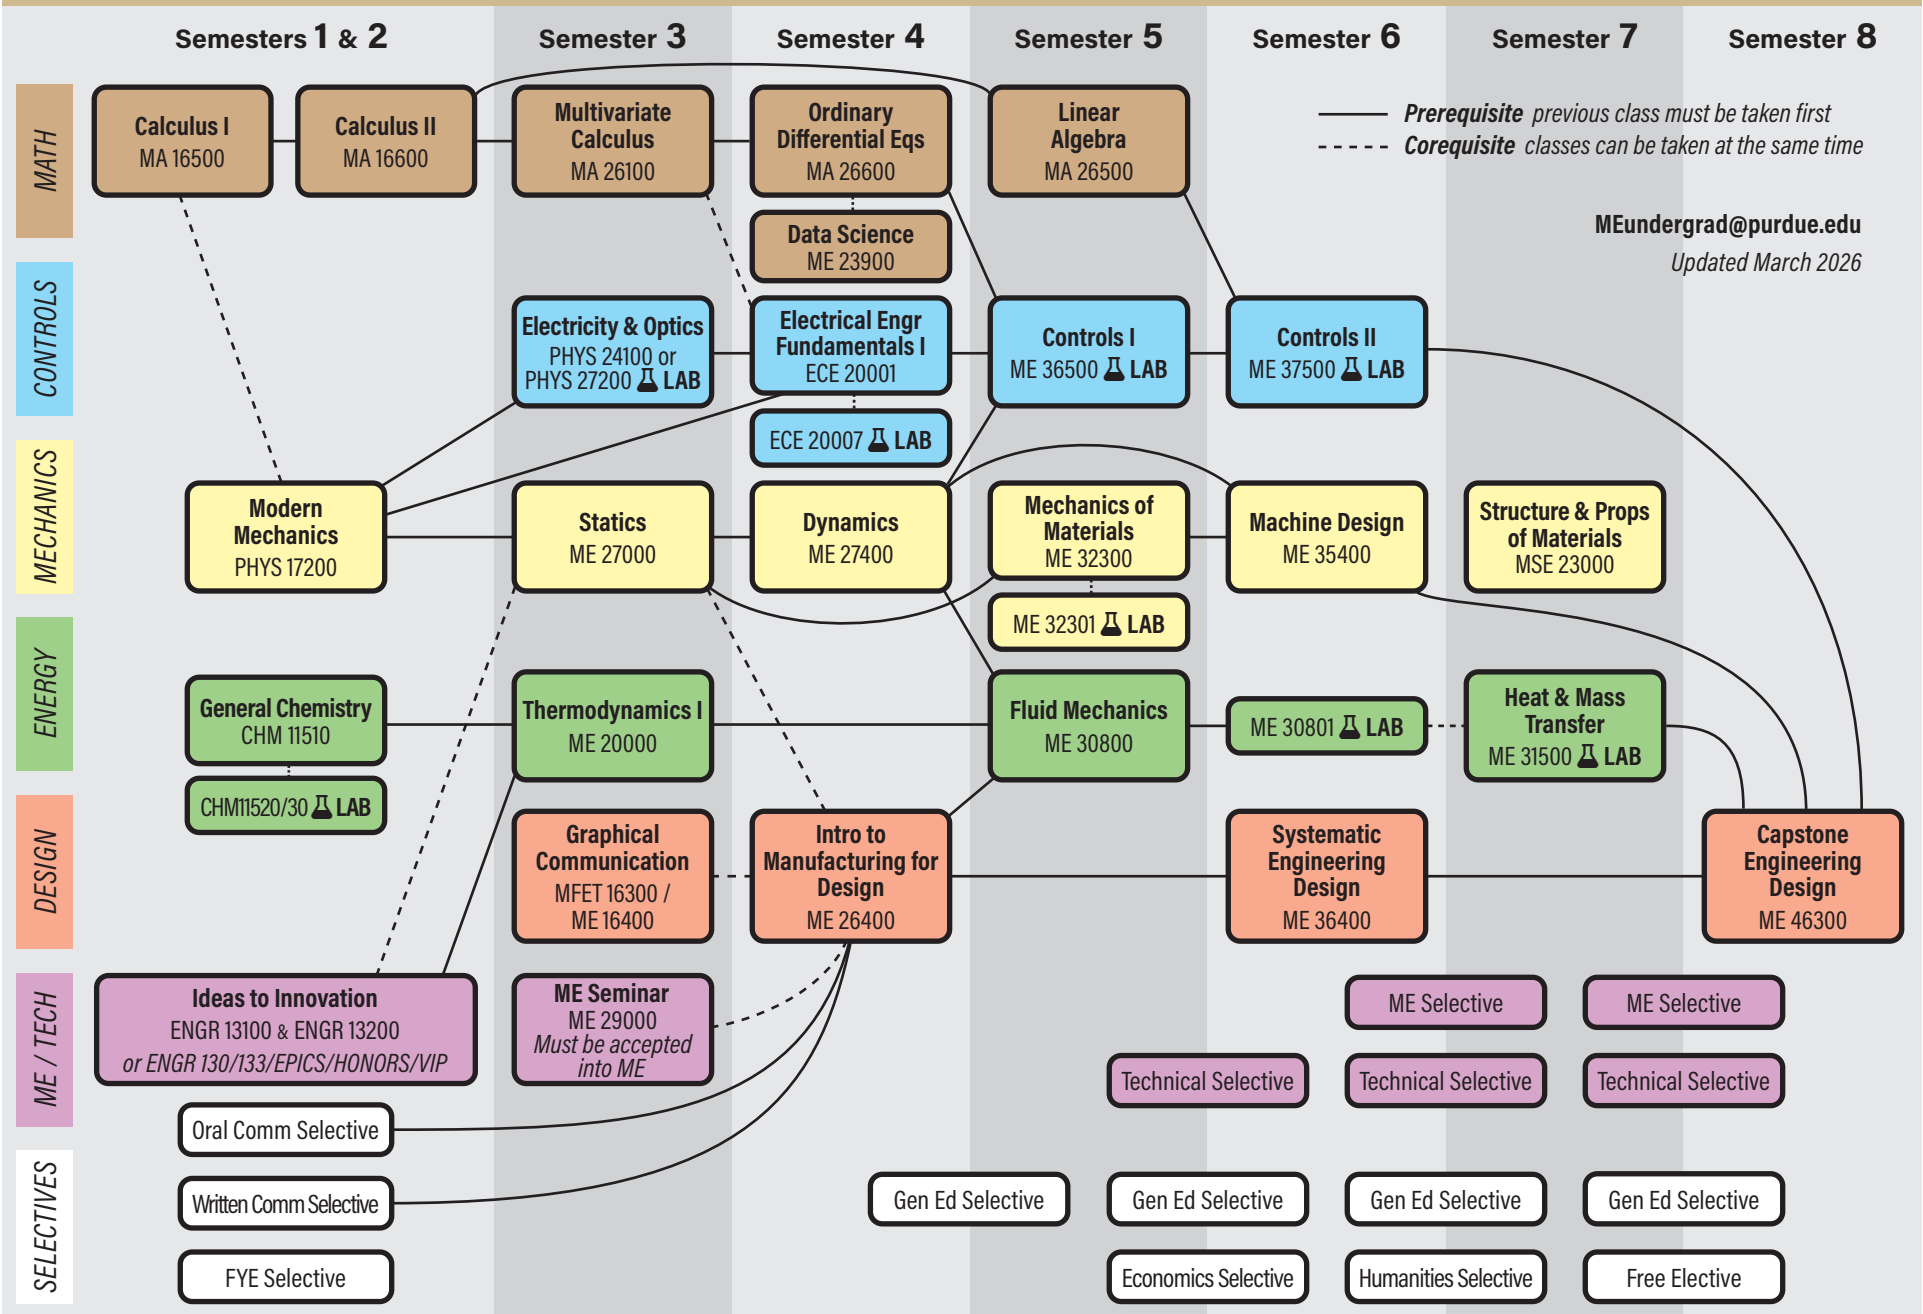 Semesters 1 & 2
Semester 3
Semester 4
Semester 5
Semester 6
Semester 7
Semester 8
MATH
Calculus I
MA 16500
Calculus II
MA 16600
Multivariate
Calculus
MA 26100
Ordinary
Differential Eqs
MA 26600
Linear
Algebra
MA 26500
Prerequisite previous class must be taken first
Corequisite classes can be taken at the same time
MEundergrad@purdue.edu
Updated March 2026
Data Science
ME 23900
CONTROLS
Electricity & Optics
PHYS 24100 or
PHYS 27200 LAB
Electrical Engr
Fundamentals I
ECE 20001
Controls I
ME 36500 LAB
Controls II
ME 37500 LAB
ECE 20007 LAB
MECHANICS
Modern
Mechanics
PHYS 17200
Statics
ME 27000
Dynamics
ME 27400
Mechanics of
Materials
ME 32300
Machine Design
ME 35400
Structure & Props
of Materials
MSE 23000
ME 32301 LAB
ENERGY
General Chemistry
CHM 11510
Thermodynamics I
ME 20000
Fluid Mechanics
ME 30800
ME 30801 LAB
Heat & Mass
Transfer
ME 31500 LAB
CHM11520/30 LAB
DESIGN
Graphical
Communication
MFET 16300 /
ME 16400
Intro to
Manufacturing for
Design
ME 26400
Systematic
Engineering
Design
ME 36400
Capstone
Engineering
Design
ME 46300
ME / TECH
Ideas to Innovation
ENGR 13100 & ENGR 13200
or ENGR 130/133/EPICS/HONORS/VIP
ME Seminar
ME 29000
Must be accepted
into ME
ME Selective
ME Selective
Technical Selective
Technical Selective
Technical Selective
SELECTIVES
Oral Comm Selective
Written Comm Selective
FYE Selective
Gen Ed Selective
Gen Ed Selective
Gen Ed Selective
Gen Ed Selective
Economics Selective
Humanities Selective
Free Elective